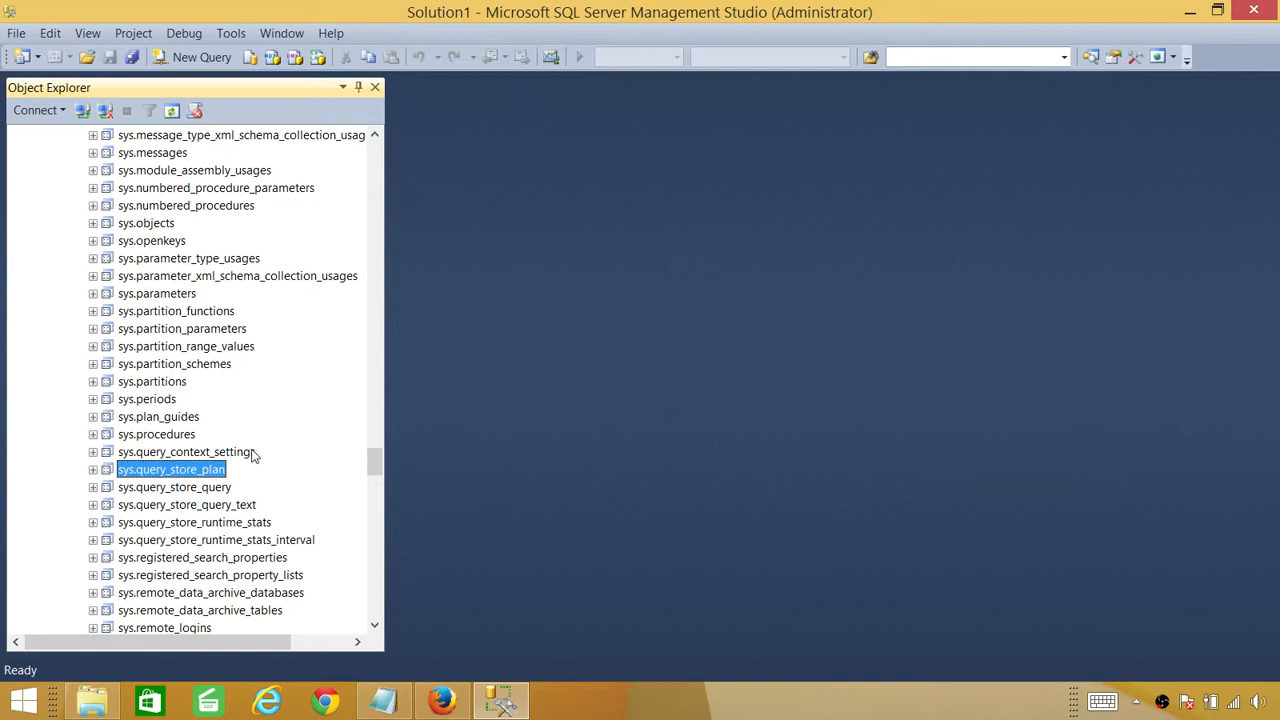 Solution1 - Microsoft SQL Server Management Studio (Administrator)
File Edit View Project Debug Tools Window Help
New Query
Object Explorer
Connect
sys.message_type_xml_schema_collection_usag
sys.messages
sys.module_assembly_usages
sys.numbered_procedure_parameters
sys.numbered_procedures
sys.objects
sys.openkeys
sys.parameter_type_usages
sys.parameter_xml_schema_collection_usages
sys.parameters
sys.partition_functions
sys.partition_parameters
sys.partition_range_values
sys.partition_schemes
sys.partitions
sys.periods
sys.plan_guides
sys.procedures
sys.query_context_setting
sys.query_store_plan
sys.query_store_query
sys.query_store_query_text
sys.query_store_runtime_stats
sys.query_store_runtime_stats_interval
sys.registered_search_properties
sys.registered_search_property_lists
sys.remote_data_archive_databases
sys.remote_data_archive_tables
sys.remote_logins
Ready